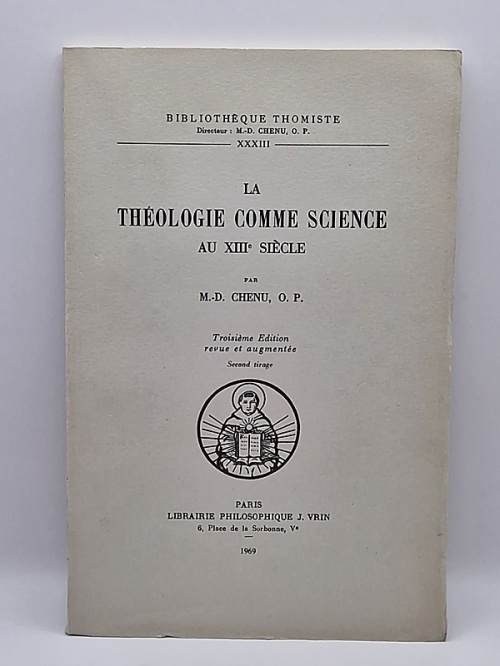 BIBLIOTHÈQUE THOMISTE
Directeur : M.-D. CHENU, O. P.
XXXIII
LA
THÉOLOGIE COMME SCIENCE
AU XIIIe SIÈCLE
PAR
M.-D. CHENU, O. P.
Troisième Edition
revue et augmentée
Second tirage
PARIS
LIBRAIRIE PHILOSOPHIQUE J. VRIN
6, Place de la Sorbonne, Ve
1969